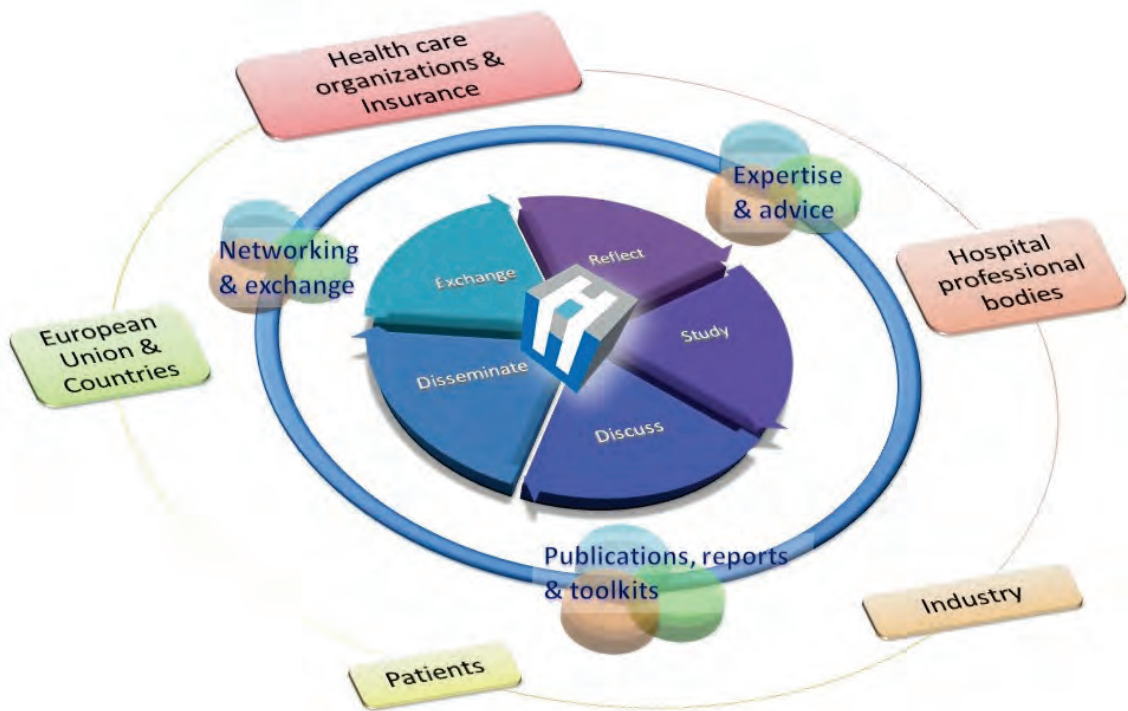 Health care
organizations &
Insurance
Expertise
& advice
Networking
& exchange
Hospital
professional
bodies
European
Union &
Countries
Exchange
Reflect
Study
Disseminate
Discuss
Publications, reports
& toolkits
Industry
Patients